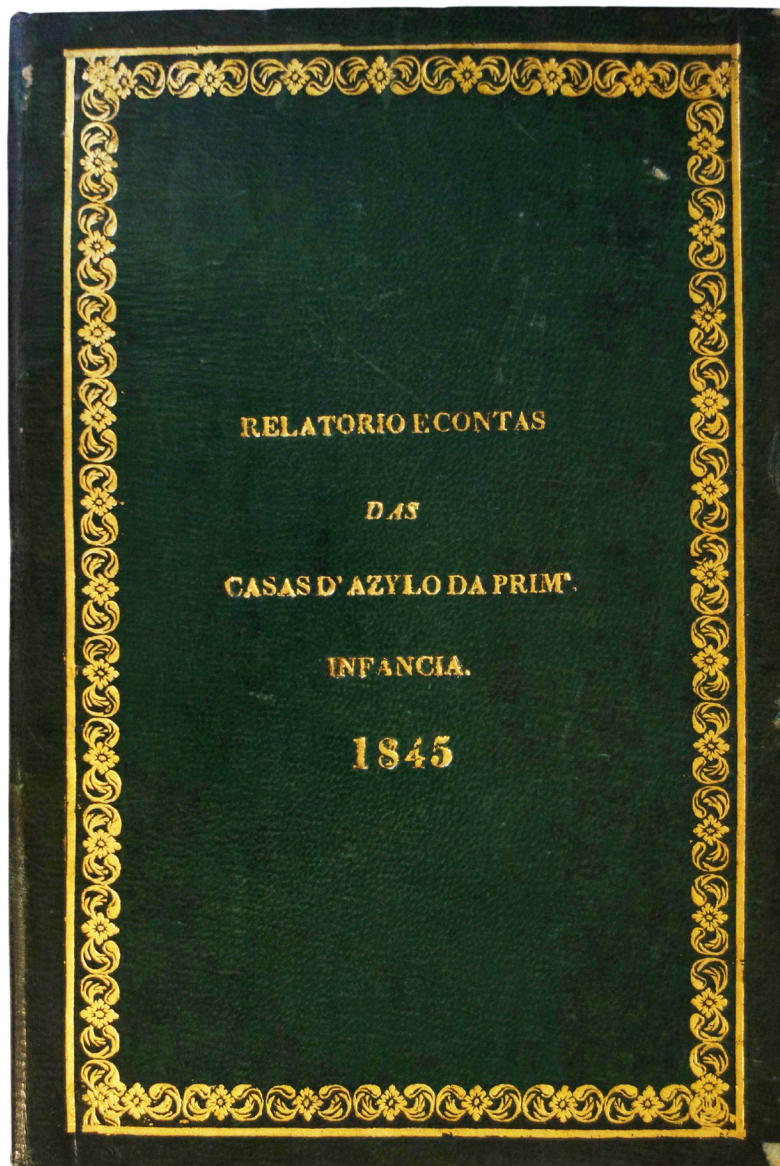 RELATORIO E CONTAS
DAS
CASAS D' AZYLO DA PRIMª.
INFANCIA.
1845